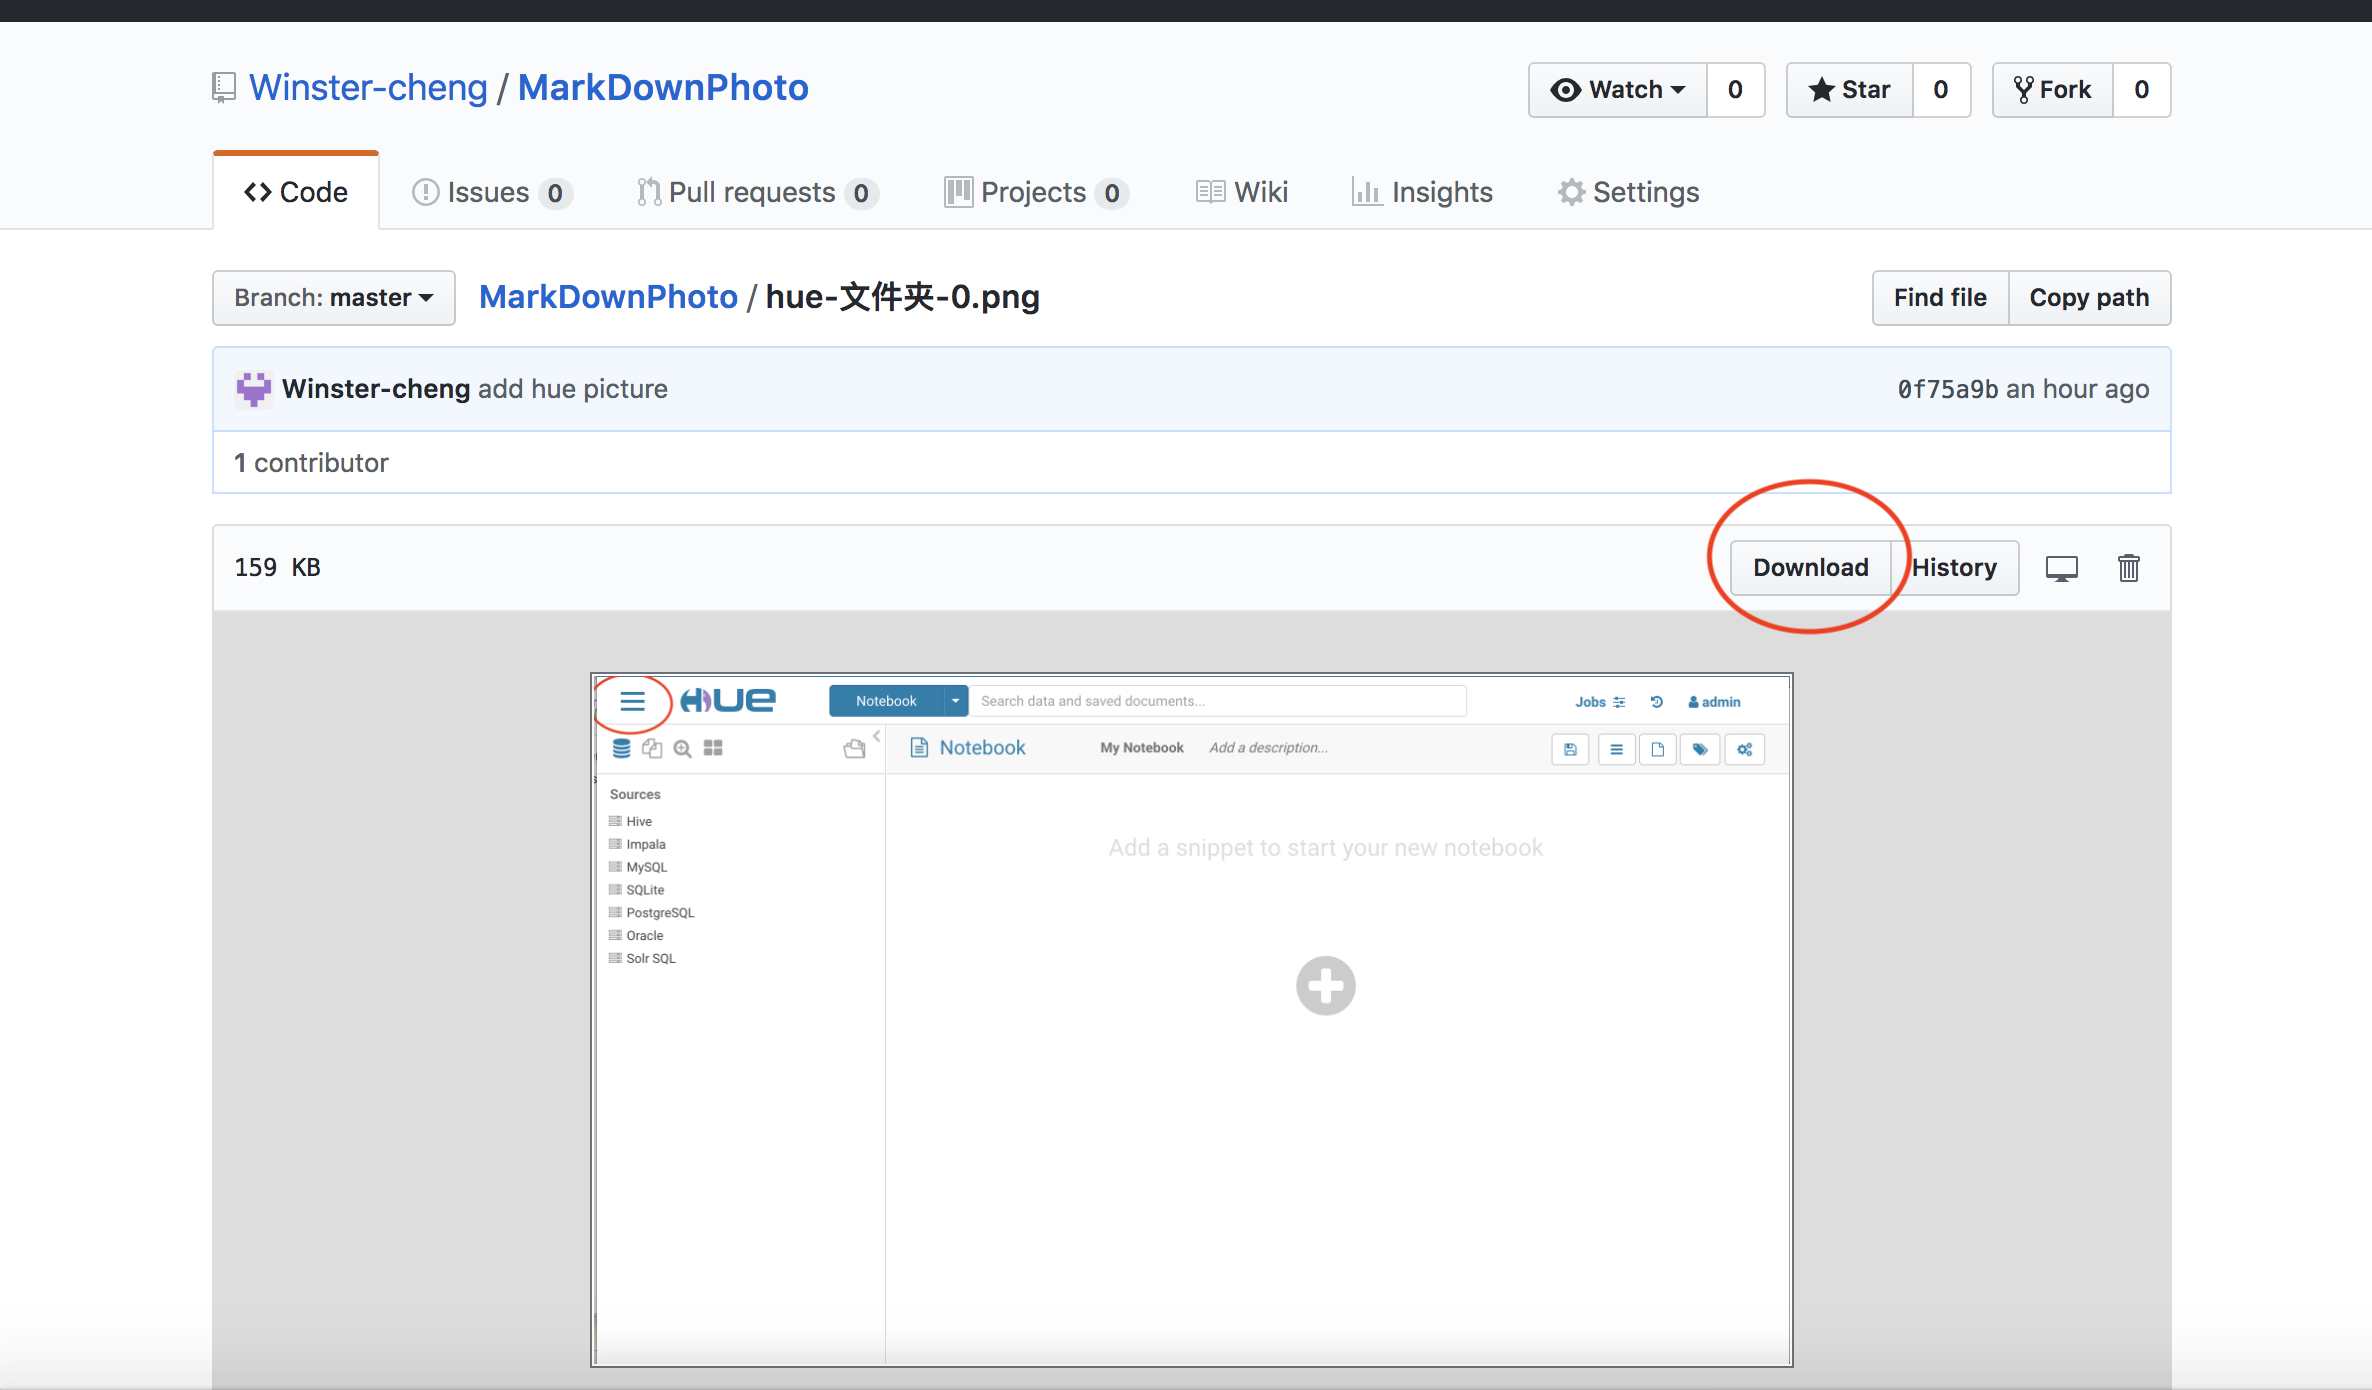 Winster-cheng / MarkDownPhoto
Watch 0 Star 0 Fork 0
Code Issues 0 Pull requests 0 Projects 0 Wiki Insights Settings
Branch: master MarkDownPhoto / hue-文件夹-0.png Find file Copy path
Winster-cheng add hue picture 0f75a9b an hour ago
1 contributor
159 KB Download History
HUE Notebook Search data and saved documents... Jobs admin
Notebook My Notebook Add a description...
Sources
Hive
Impala
MySQL
SQLite
PostgreSQL
Oracle
Solr SQL
Add a snippet to start your new notebook